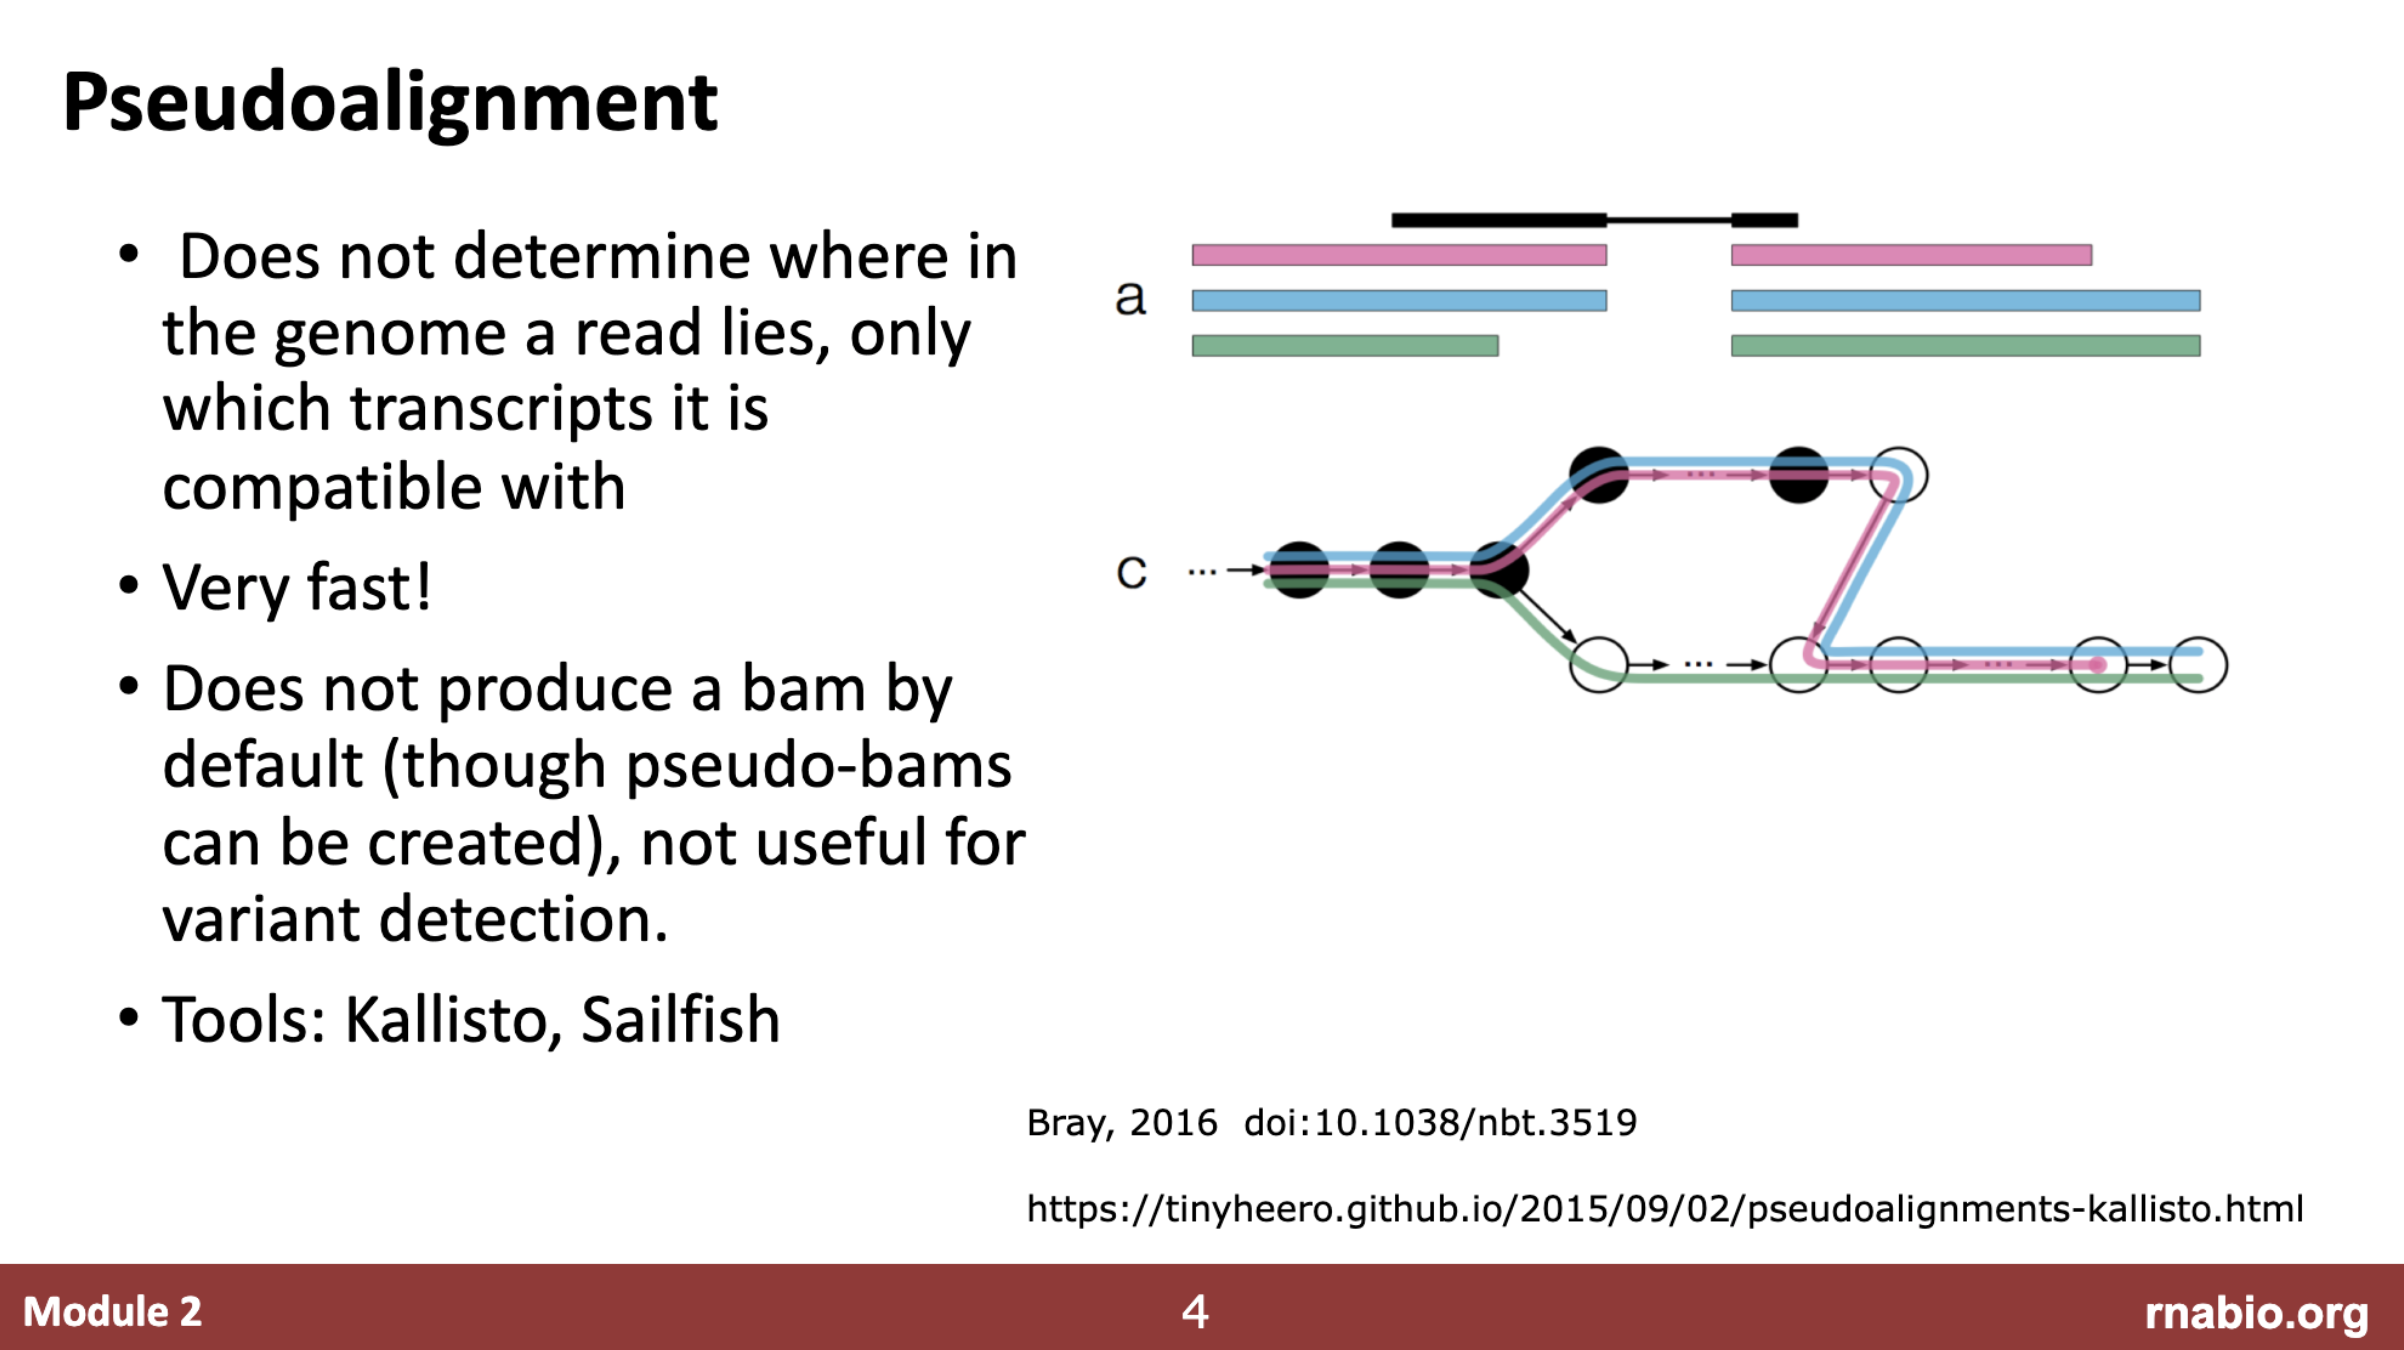 Pseudoalignment
• Does not determine where in
the genome a read lies, only
which transcripts it is
compatible with
• Very fast!
• Does not produce a bam by
default (though pseudo-bams
can be created), not useful for
variant detection.
• Tools: Kallisto, Sailfish
a
c
...
...
...
...
Bray, 2016 doi:10.1038/nbt.3519
https://tinyheero.github.io/2015/09/02/pseudoalignments-kallisto.html
Module 2
4
rnabio.org